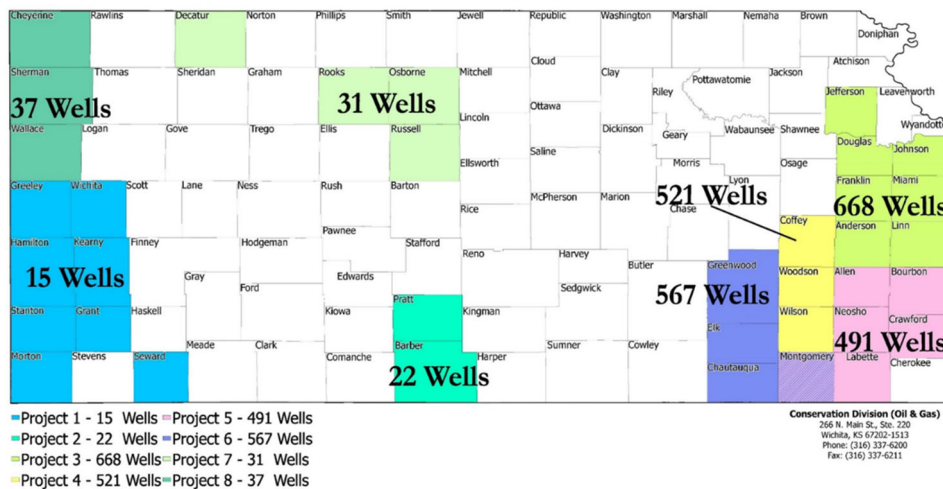 Cheyenne Rawlins Decatur Norton Phillips Smith Jewell Republic Washington Marshall Nemaha Brown
Doniphan
Cloud Atchison
Sherman Thomas Sheridan Graham Rooks Osborne Mitchell Clay Pottawatomie Jackson
37 Wells 31 Wells Riley Jefferson Leavenworth
Ottawa
Lincoln Wyandotte
Wallace Logan Gove Trego Ellis Russell Dickinson Geary Wabaunsee Shawnee
Saline Douglas Johnson
Ellsworth Morris Osage
Greeley Wichita Scott Lane Ness Rush Barton Lyon Franklin Miami
521 Wells
McPherson Marion
Rice Chase 668 Wells
Pawnee Coffey Anderson Linn
Hamilton Kearny Finney Hodgeman Stafford
Reno Harvey
15 Wells Edwards Butler Greenwood Woodson Allen Bourbon
Gray
Ford Sedgwick 567 Wells
Pratt
Stanton Grant Haskell Kiowa Kingman Wilson Neosho
Crawford
Elk
Meade Clark Barber 491 Wells
Morton Stevens Seward Comanche Harper Sumner Cowley Montgomery Labette
Cherokee
22 Wells Chautauqua
Project 1 - 15 Wells Project 5 - 491 Wells
Project 2 - 22 Wells Project 6 - 567 Wells
Project 3 - 668 Wells Project 7 - 31 Wells
Project 4 - 521 Wells Project 8 - 37 Wells
Conservation Division (Oil & Gas)
266 N. Main St., Ste. 220
Wichita, KS 67202-1513
Phone: (316) 337-6200
Fax: (316) 337-6211